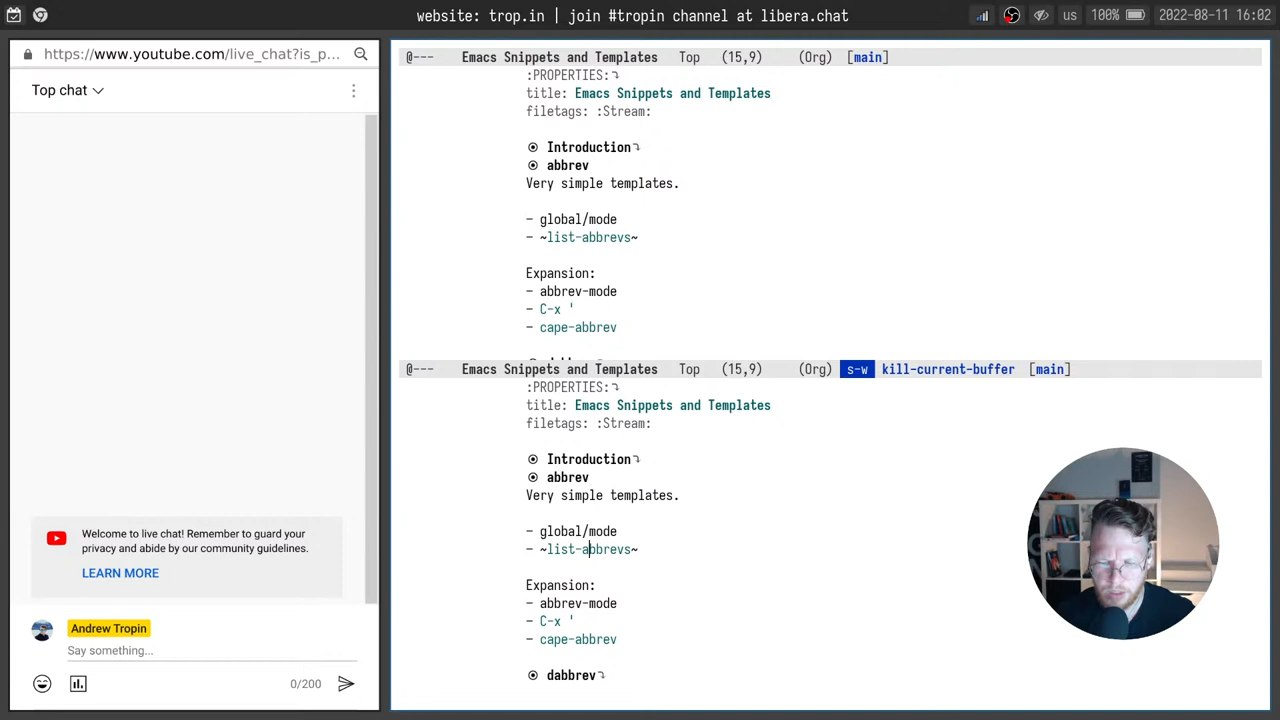 website: trop.in | join #tropin channel at libera.chat
us 100% 2022-08-11 16:02
https://www.youtube.com/live_chat?is_p...
Top chat
Welcome to live chat! Remember to guard your
privacy and abide by our community guidelines.
LEARN MORE
Andrew Tropin
Say something...
0/200
@--- Emacs Snippets and Templates Top (15,9) (Org) [main]
:PROPERTIES:
title: Emacs Snippets and Templates
filetags: :Stream:
Introduction
abbrev
Very simple templates.
- global/mode
- ~list-abbrevs~
Expansion:
- abbrev-mode
- C-x '
- cape-abbrev
@--- Emacs Snippets and Templates Top (15,9) (Org) s-w kill-current-buffer [main]
:PROPERTIES:
title: Emacs Snippets and Templates
filetags: :Stream:
Introduction
abbrev
Very simple templates.
- global/mode
- ~list-abbrevs~
Expansion:
- abbrev-mode
- C-x '
- cape-abbrev
dabbrev